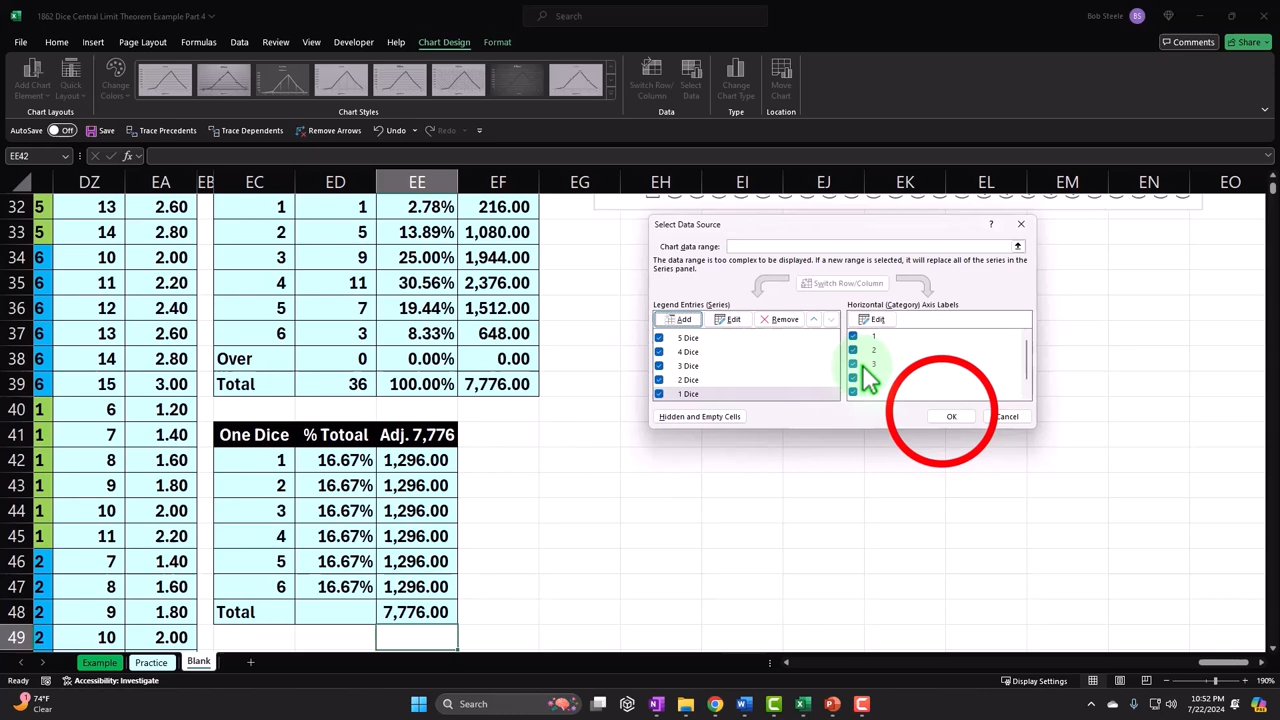 1862 Dice Central Limit Theorem Example Part 4
Search
Bob Steele
BS
File
Home
Insert
Page Layout
Formulas
Data
Review
View
Developer
Help
Chart Design
Format
Comments
Share
Add Chart
Element
Quick
Layout
Change
Colors
Switch Row/
Column
Select
Data
Change
Chart Type
Move
Chart
Chart Layouts
Chart Styles
Data
Type
Location
AutoSave Off Save Trace Precedents Trace Dependents Remove Arrows Undo Redo
EE42 fx
DZ EA EB EC ED EE EF EG EH EI EJ EK EL EM EN EO
32 5 13 2.60 1 1 2.78% 216.00
33 5 14 2.80 2 5 13.89% 1,080.00
34 6 10 2.00 3 9 25.00% 1,944.00
35 6 11 2.20 4 11 30.56% 2,376.00
36 6 12 2.40 5 7 19.44% 1,512.00
37 6 13 2.60 6 3 8.33% 648.00
38 6 14 2.80 Over 0 0.00% 0.00
39 6 15 3.00 Total 36 100.00% 7,776.00
40 1 6 1.20
41 1 7 1.40 One Dice % Totoal Adj. 7,776
42 1 8 1.60 1 16.67% 1,296.00
43 1 9 1.80 2 16.67% 1,296.00
44 1 10 2.00 3 16.67% 1,296.00
45 1 11 2.20 4 16.67% 1,296.00
46 2 7 1.40 5 16.67% 1,296.00
47 2 8 1.60 6 16.67% 1,296.00
48 2 9 1.80 Total 7,776.00
49 2 10 2.00
Select Data Source
?
Chart data range:
The data range is too complex to be displayed. If a new range is selected, it will replace all of the series in the
Series panel.
Switch Row/Column
Legend Entries (Series)
Add Edit Remove
5 Dice
4 Dice
3 Dice
2 Dice
1 Dice
Horizontal (Category) Axis Labels
Edit
1
2
3
Hidden and Empty Cells
OK
Cancel
Example Practice Blank
Ready Accessibility: Investigate
Display Settings
190%
1
74°F
Clear
Search
10:52 PM
7/22/2024